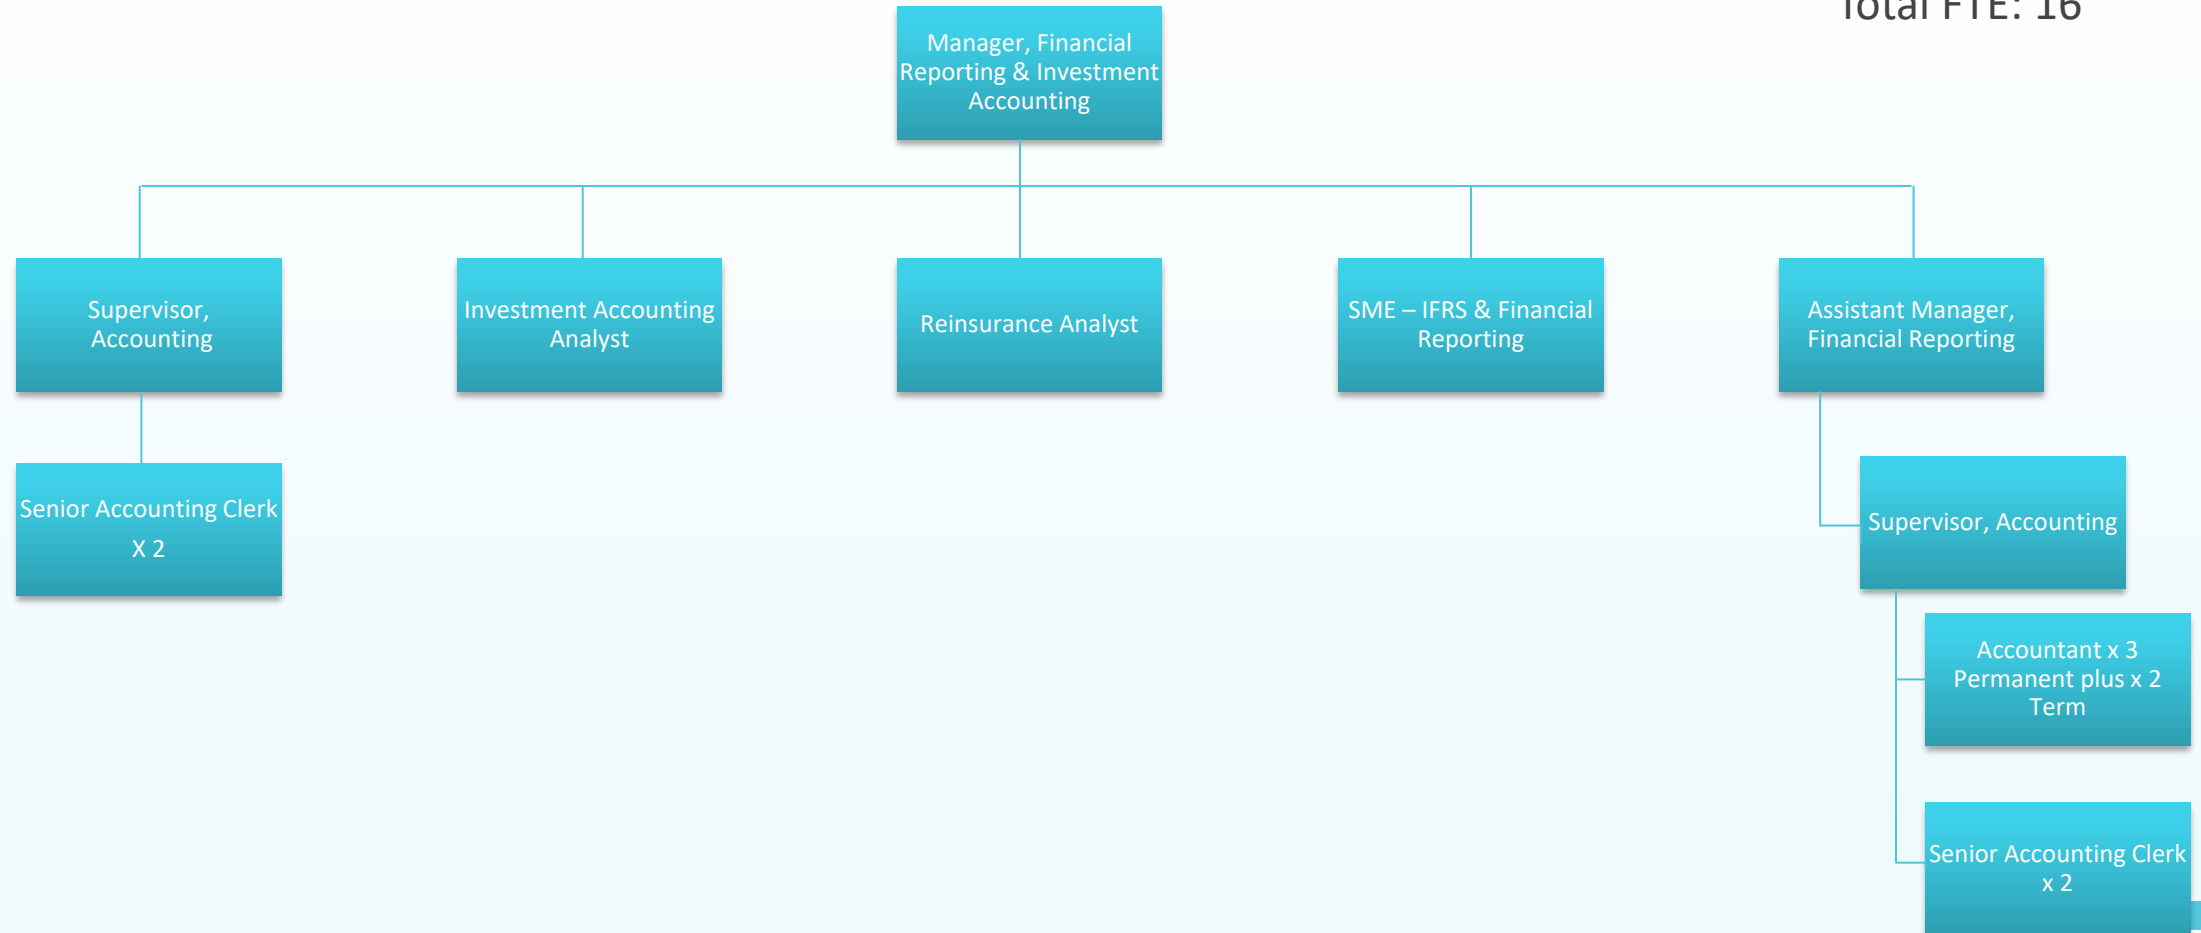 Total FTE: 16
Manager, Financial
Reporting & Investment
Accounting
Supervisor,
Accounting
Investment Accounting
Analyst
Reinsurance Analyst
SME – IFRS & Financial
Reporting
Assistant Manager,
Financial Reporting
Senior Accounting Clerk
X 2
Supervisor, Accounting
Accountant x 3
Permanent plus x 2
Term
Senior Accounting Clerk
x 2